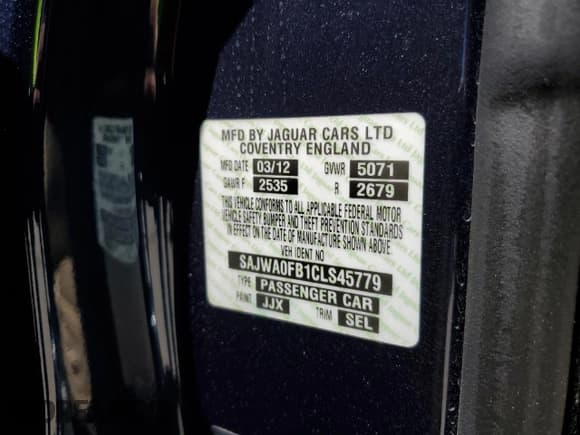 MFD BY JAGUAR CARS LTD
COVENTRY ENGLAND
MFD DATE 03/12 GVWR 5071
GAWR F 2535 R 2679
THIS VEHICLE CONFORMS TO ALL APPLICABLE FEDERAL MOTOR
VEHICLE SAFETY BUMPER AND THEFT PREVENTION STANDARDS
IN EFFECT ON THE DATE OF MANUFACTURE SHOWN ABOVE
VEH IDENT NO
SAJWA0FB1CLS45779
TYPE PASSENGER CAR
PAINT JJX TRIM SEL